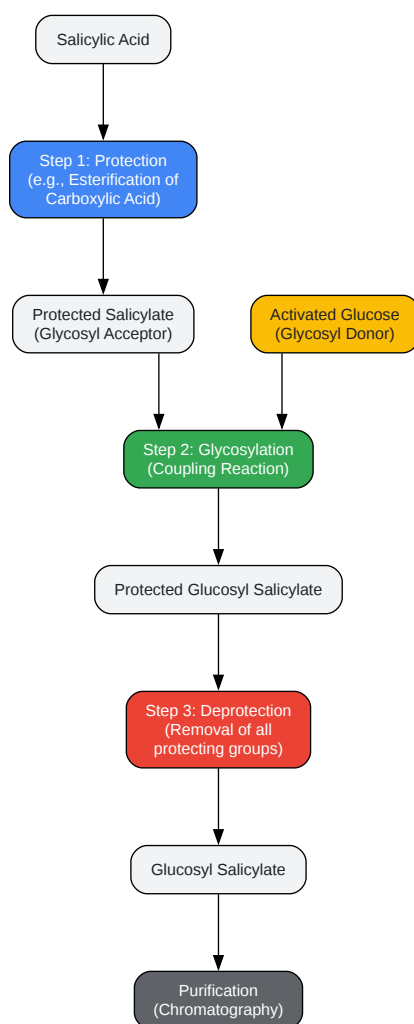 Salicylic Acid
Step 1: Protection
(e.g., Esterification of
Carboxylic Acid)
Protected Salicylate
(Glycosyl Acceptor)
Activated Glucose
(Glycosyl Donor)
Step 2: Glycosylation
(Coupling Reaction)
Protected Glucosyl Salicylate
Step 3: Deprotection
(Removal of all
protecting groups)
Glucosyl Salicylate
Purification
(Chromatography)